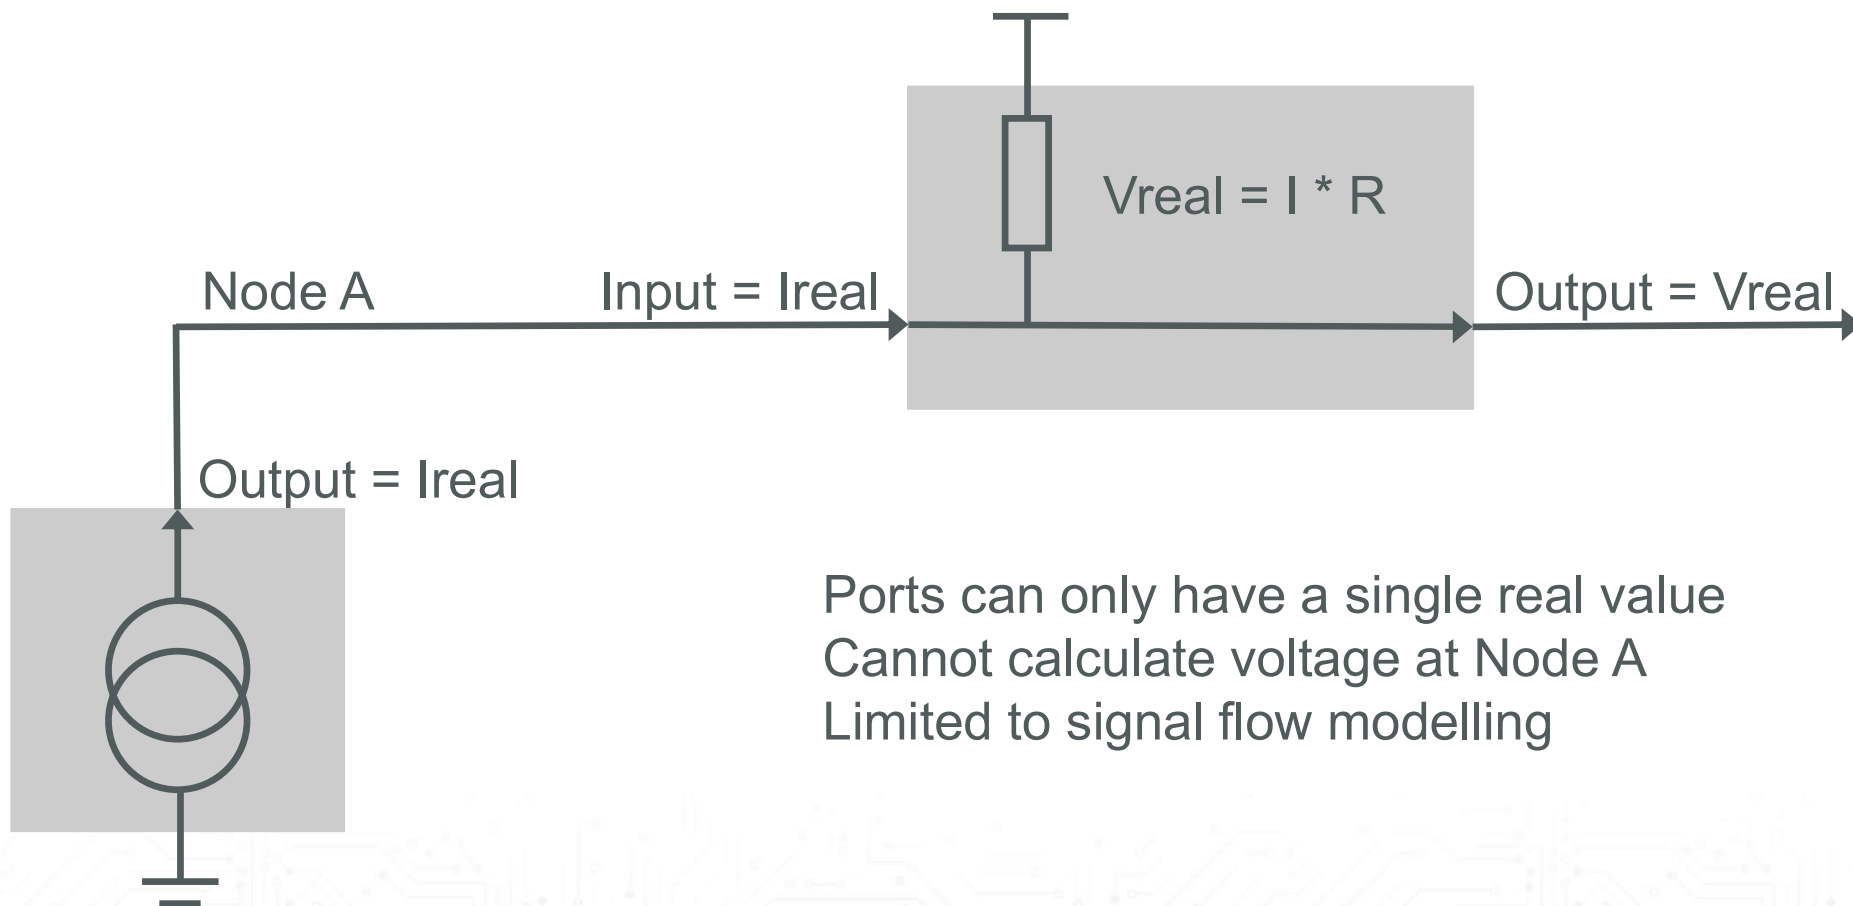 Vreal = I * R
Node A
Input = Ireal
Output = Vreal
Output = Ireal
Ports can only have a single real value
Cannot calculate voltage at Node A
Limited to signal flow modelling